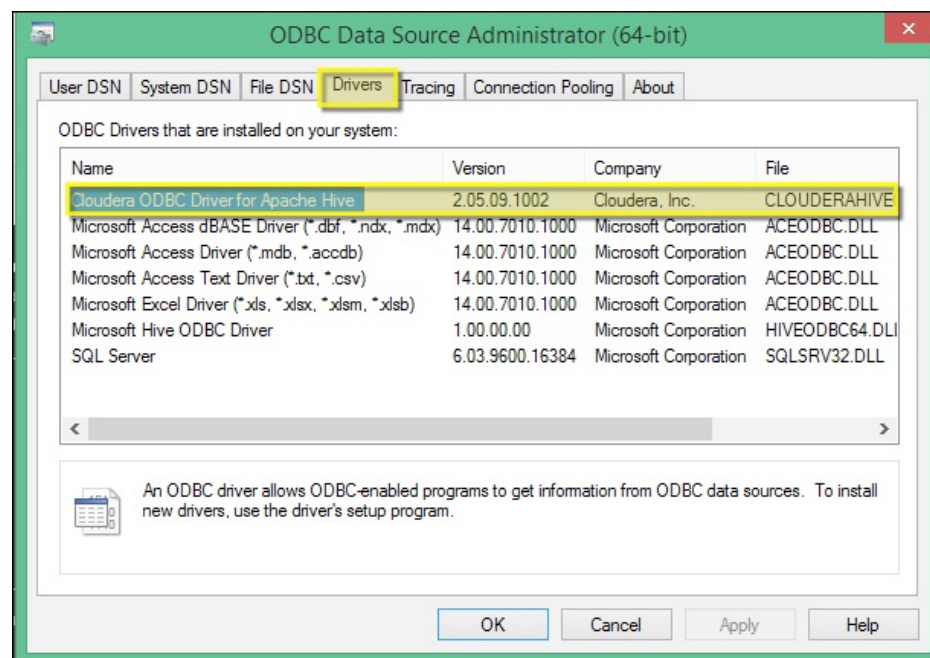 ODBC Data Source Administrator (64-bit)
User DSN System DSN File DSN Drivers Tracing Connection Pooling About
ODBC Drivers that are installed on your system:
Name Version Company File
Cloudera ODBC Driver for Apache Hive 2.05.09.1002 Cloudera, Inc. CLOUDERAHIVE
Microsoft Access dBASE Driver (*.dbf, *.ndx, *.mdx) 14.00.7010.1000 Microsoft Corporation ACEODBC.DLL
Microsoft Access Driver (*.mdb, *.accdb) 14.00.7010.1000 Microsoft Corporation ACEODBC.DLL
Microsoft Access Text Driver (*.txt, *.csv) 14.00.7010.1000 Microsoft Corporation ACEODBC.DLL
Microsoft Excel Driver (*.xls, *.xlsx, *.xlsm, *.xlsb) 14.00.7010.1000 Microsoft Corporation ACEODBC.DLL
Microsoft Hive ODBC Driver 1.00.00.00 Microsoft Corporation HIVEODBC64.DLI
SQL Server 6.03.9600.16384 Microsoft Corporation SQLSRV32.DLL
An ODBC driver allows ODBC-enabled programs to get information from ODBC data sources. To install
new drivers, use the driver's setup program.
OK Cancel Apply Help